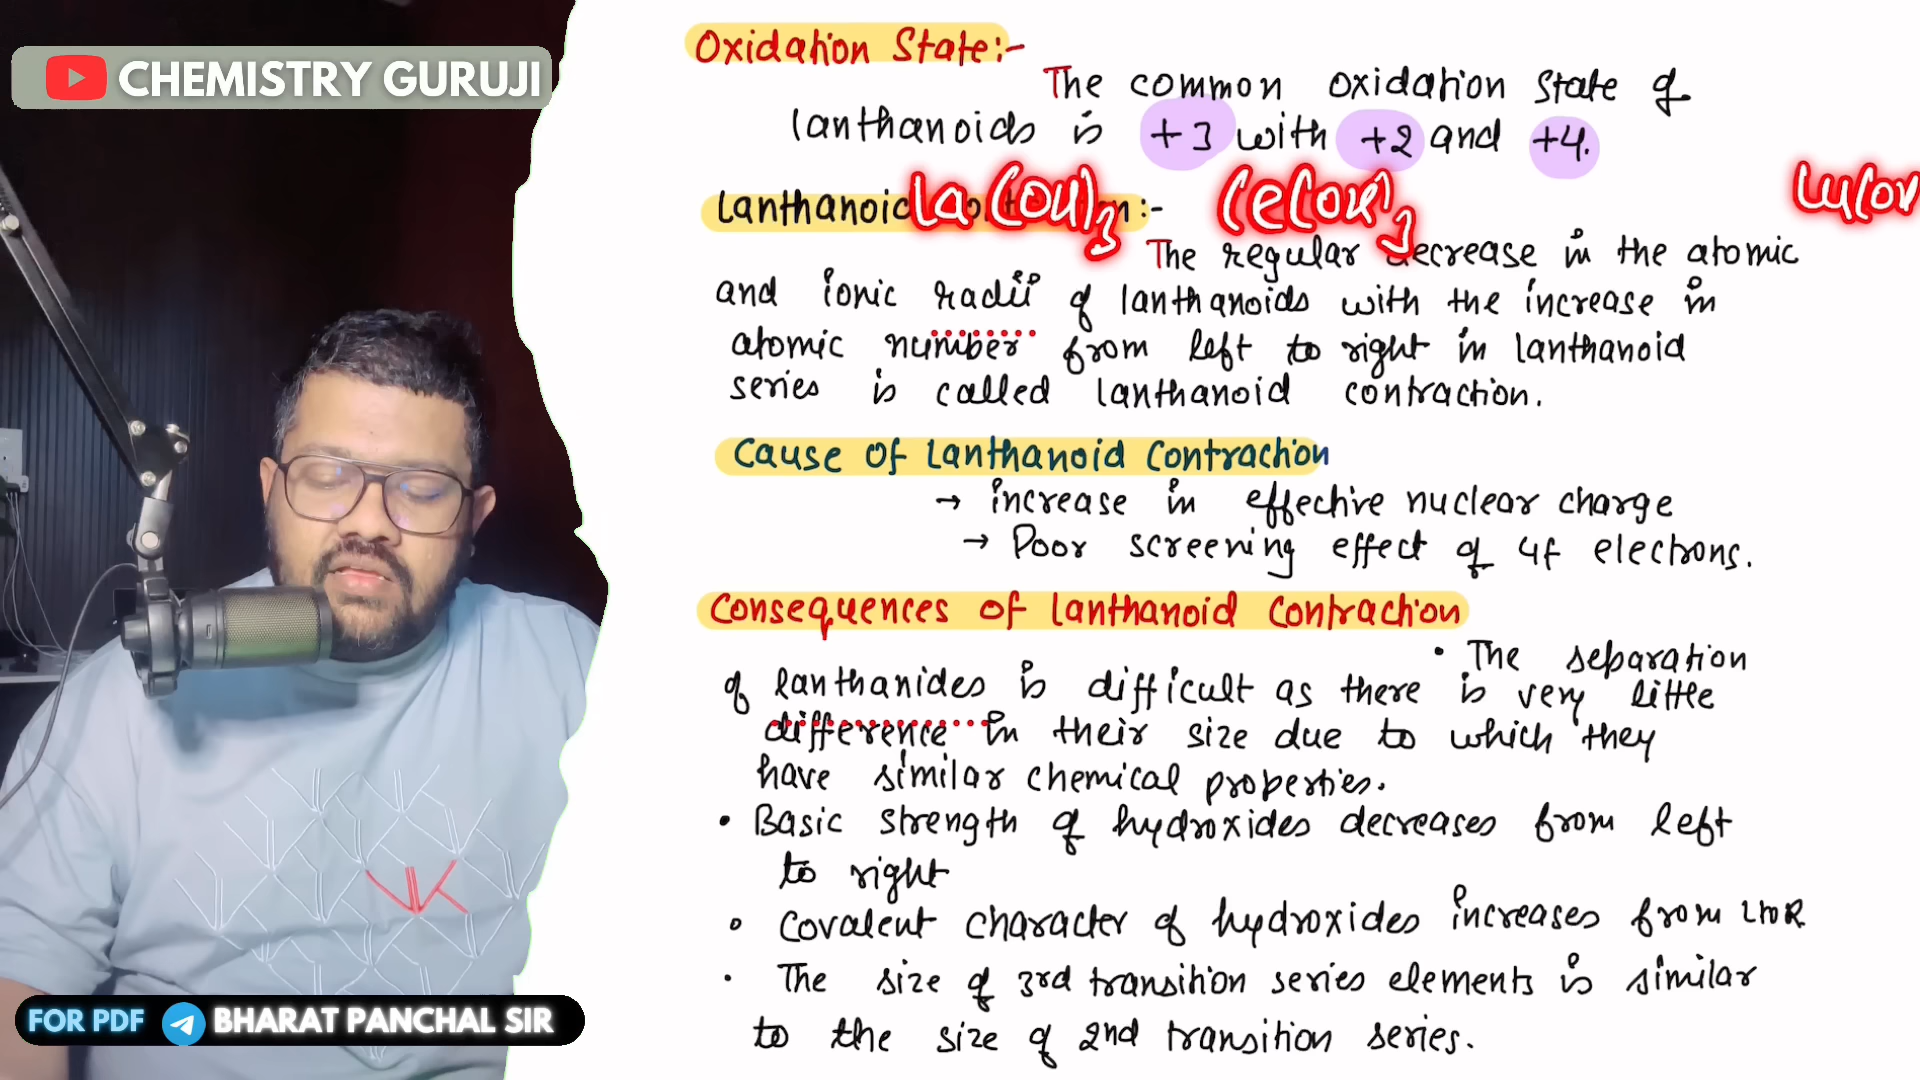 CHEMISTRY GURUJI
Oxidation State:-
The common oxidation state of
lanthanoids is +3 with +2 and +4.
La(OH)3 Ce(OH)3
:-
The regular decrease in the atomic
and ionic radii of lanthanoids with the increase in
atomic number from left to right in lanthanoid
series is called lanthanoid contraction.
Cause of Lanthanoid Contraction
→ increase in effective nuclear charge
→ Poor screening effect of 4f electrons.
Consequences of Lanthanoid Contraction
• The separation
of lanthanides is difficult as there is very little
difference in their size due to which they
have similar chemical properties.
• Basic strength of hydroxides decreases from left
to right
• Covalent character of hydroxides increases from L to R
• The size of 3rd transition series elements is similar
to the size of 2nd transition series.
VK
FOR PDF BHARAT PANCHAL SIR